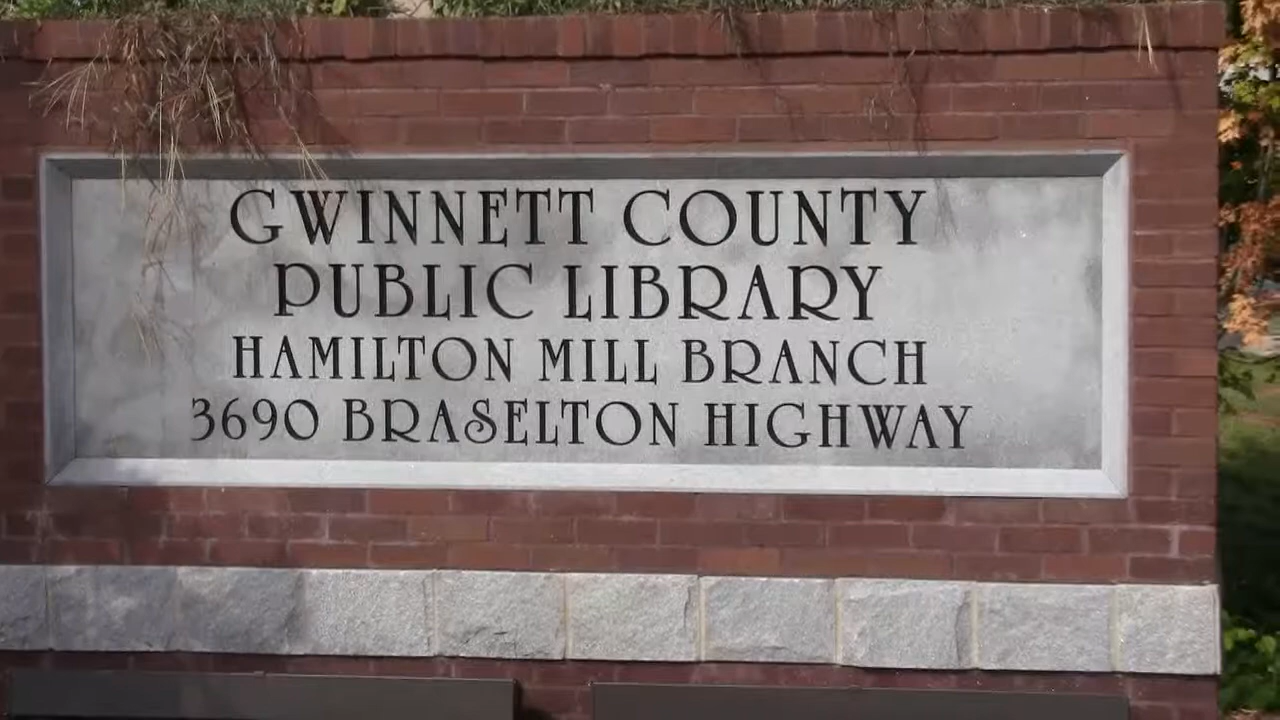 GWINNETT COUNTY
PUBLIC LIBRARY
HAMILTON MILL BRANCH
3690 BRASELTON HIGHWAY